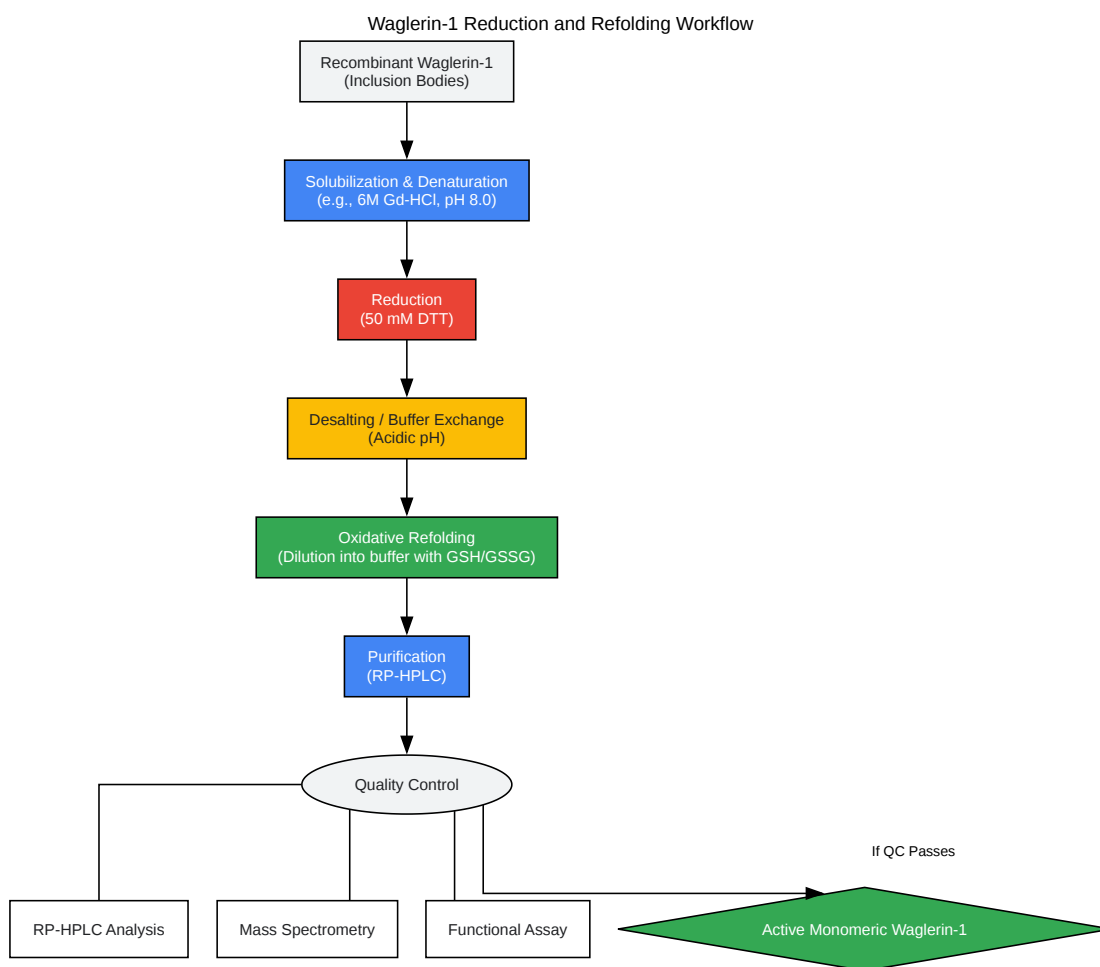 Waglerin-1 Reduction and Refolding Workflow
Recombinant Waglerin-1
(Inclusion Bodies)
Solubilization & Denaturation
(e.g., 6M Gd-HCl, pH 8.0)
Reduction
(50 mM DTT)
Desalting / Buffer Exchange
(Acidic pH)
Oxidative Refolding
(Dilution into buffer with GSH/GSSG)
Purification
(RP-HPLC)
Quality Control
If QC Passes
RP-HPLC Analysis
Mass Spectrometry
Functional Assay
Active Monomeric Waglerin-1